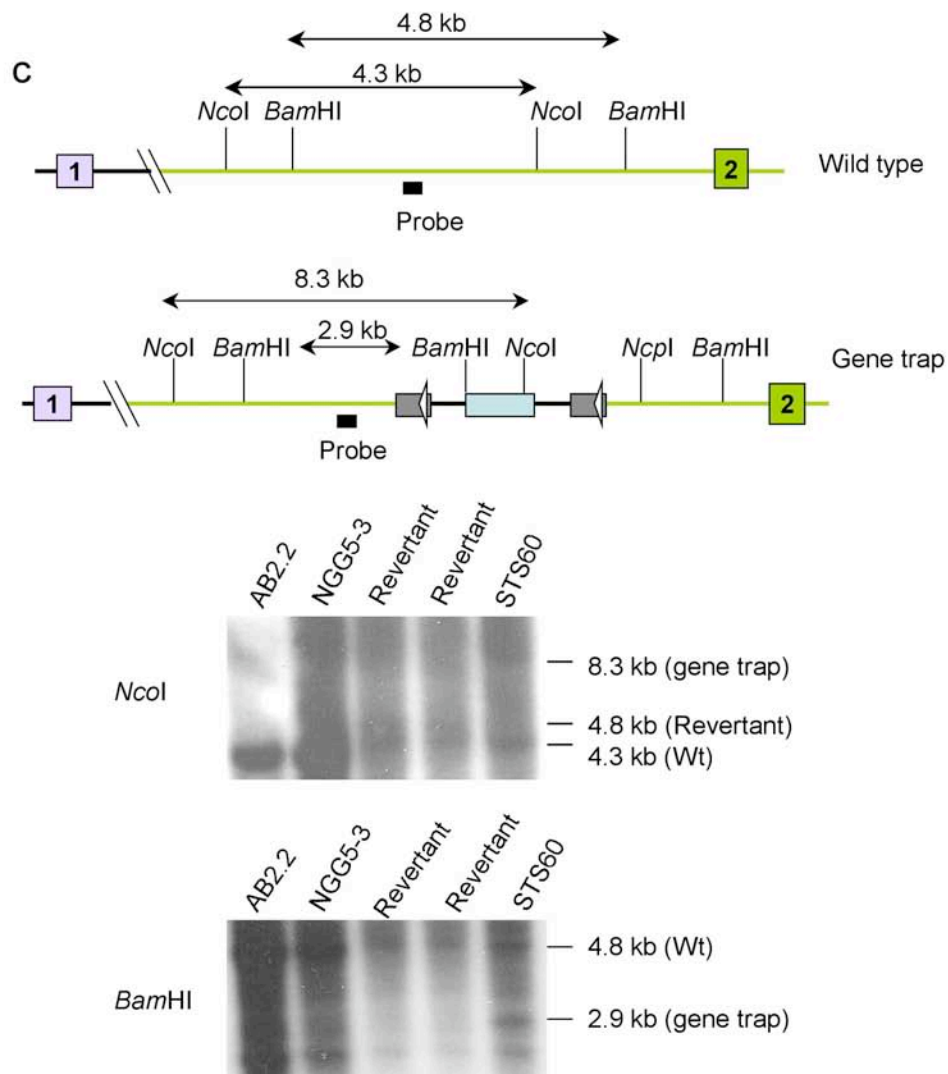 C
4.8 kb
4.3 kb
NcoI BamHI NcoI BamHI
1 2 Wild type
Probe
8.3 kb
2.9 kb
NcoI BamHI BamHI NcoI NcpI BamHI
Gene trap
1 2
Probe
AB2.2 NGG5-3 Revertant Revertant STS60
NcoI
8.3 kb (gene trap)
4.8 kb (Revertant)
4.3 kb (Wt)
AB2.2 NGG5-3 Revertant Revertant STS60
BamHI
4.8 kb (Wt)
2.9 kb (gene trap)